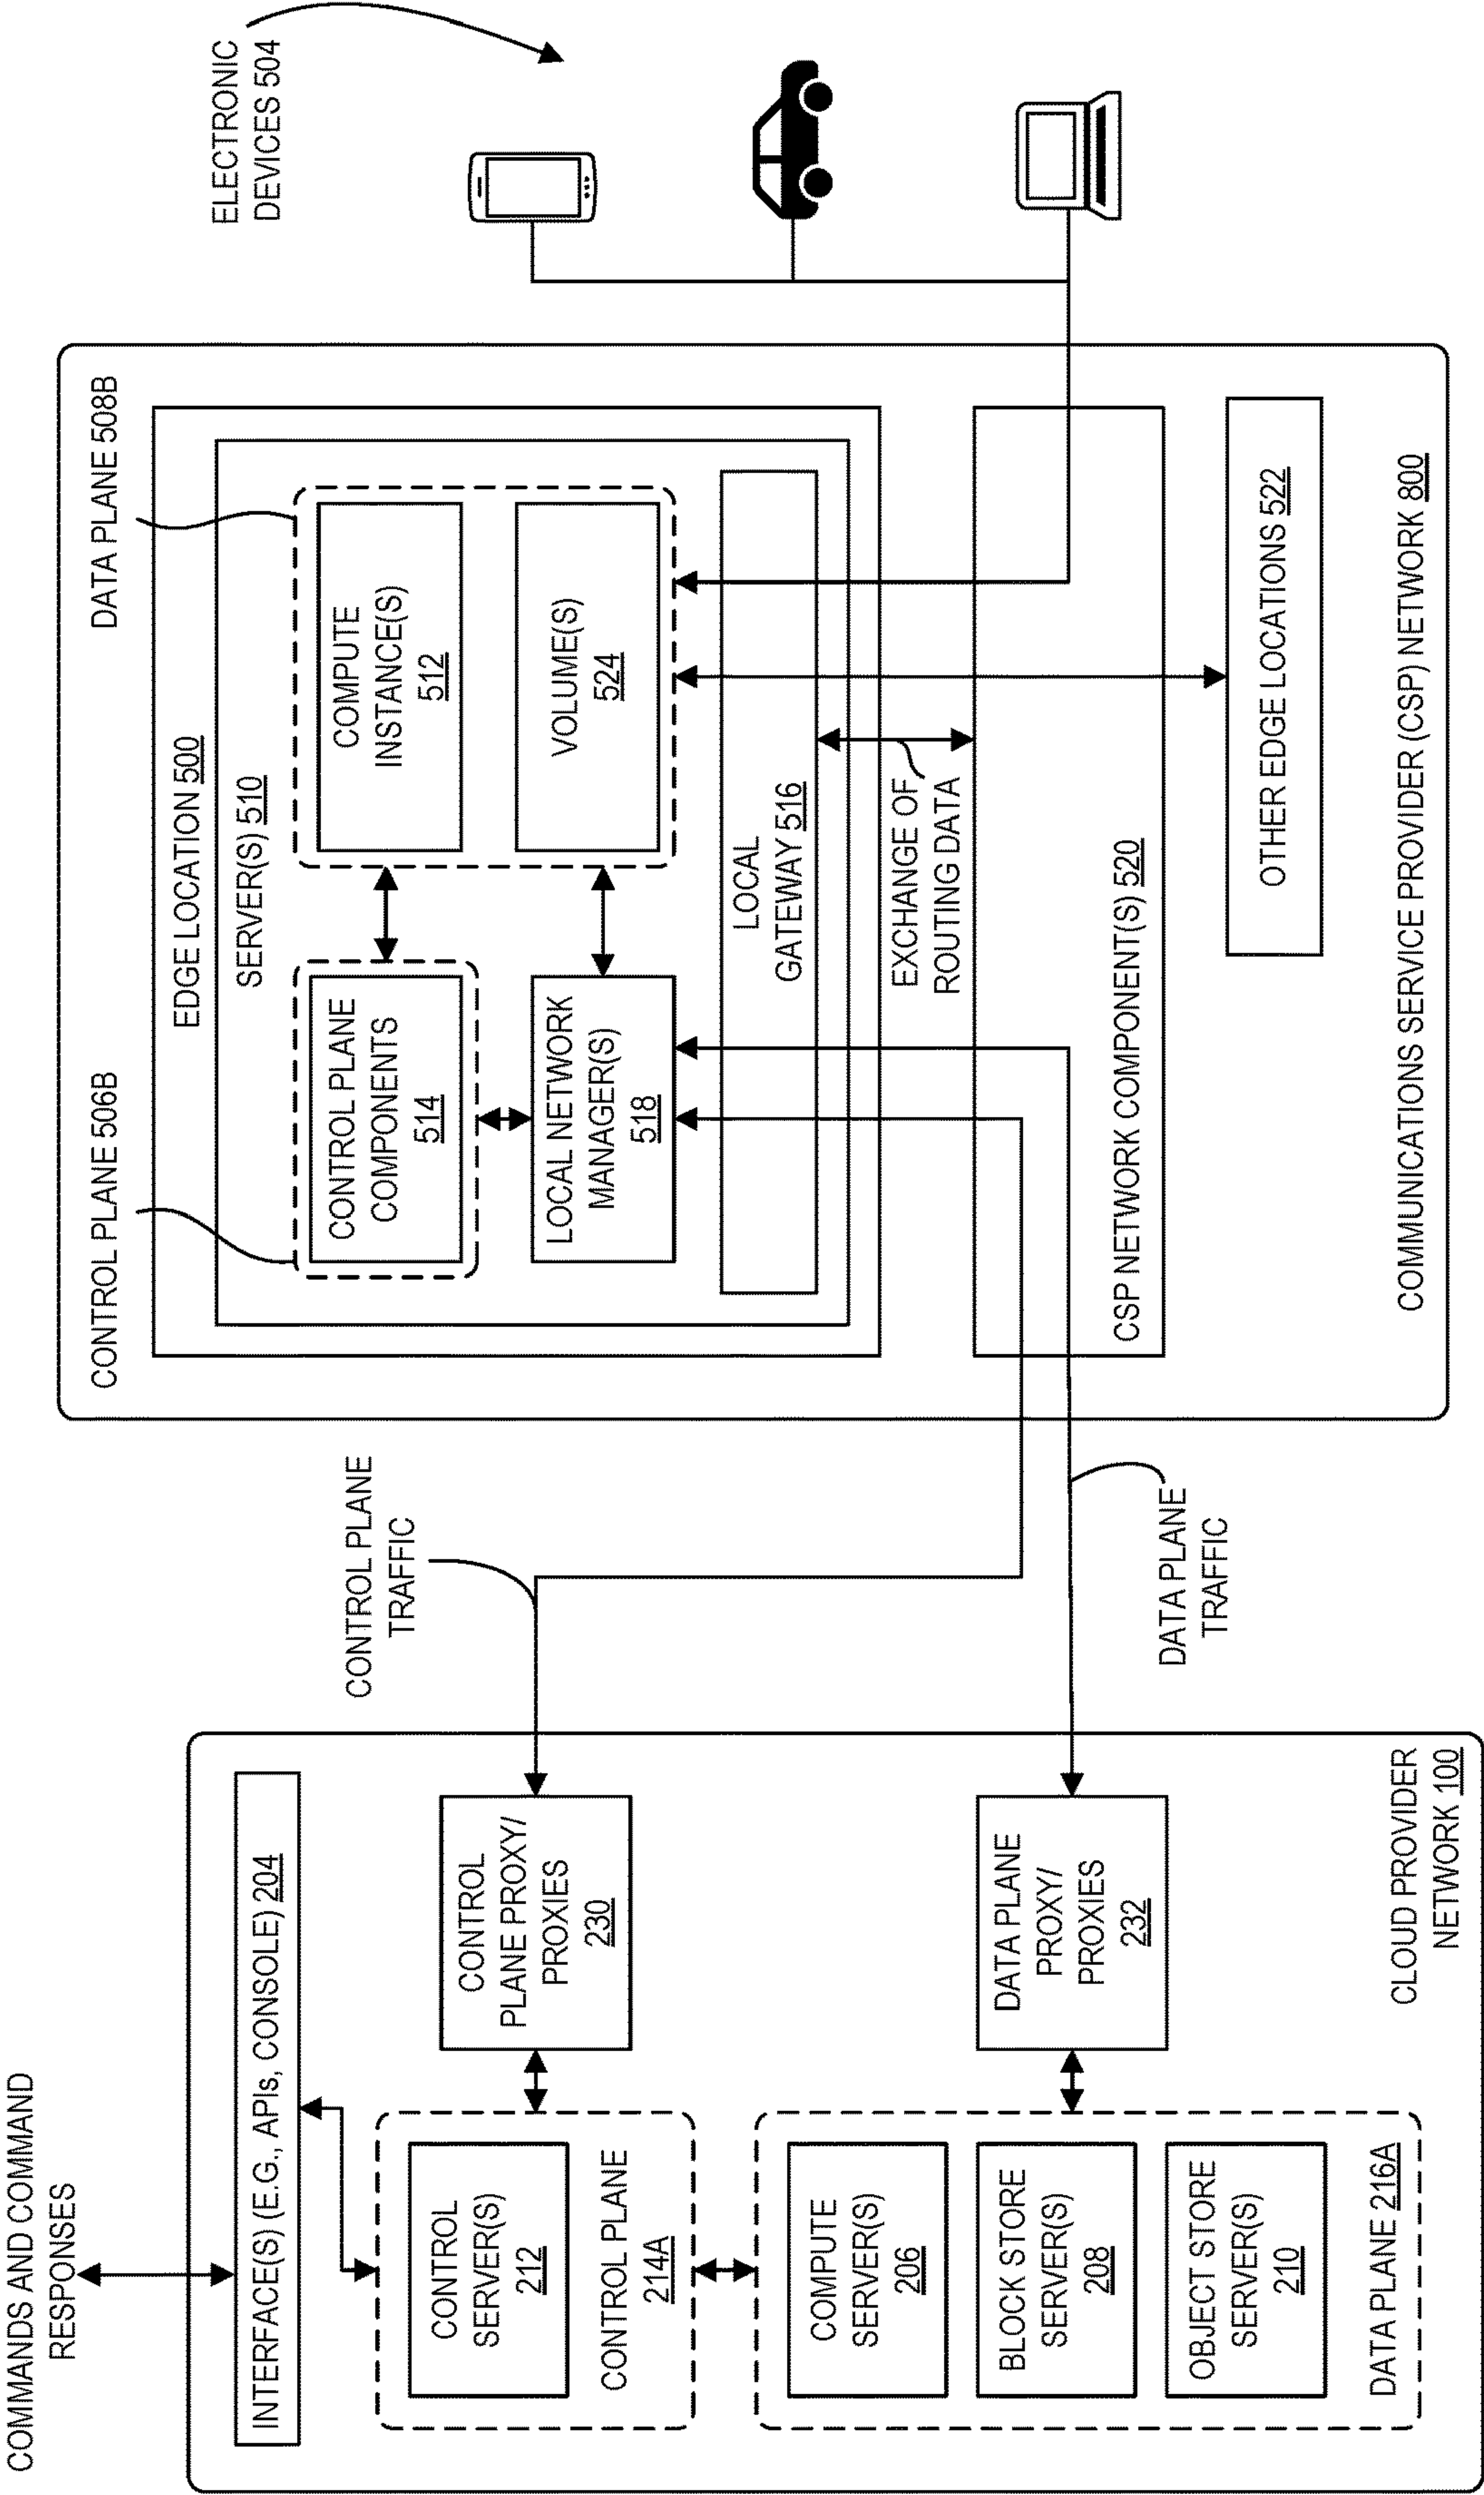 COMMANDS AND COMMAND
RESPONSES
INTERFACE(S) (E.G., APIs, CONSOLE) 204
CONTROL
SERVER(S)
212
CONTROL PLANE
214A
COMPUTE
SERVER(S)
206
BLOCK STORE
SERVER(S)
208
OBJECT STORE
SERVER(S)
210
DATA PLANE 216A
CONTROL
PLANE PROXY/
PROXIES
230
DATA PLANE
PROXY/
PROXIES
232
CLOUD PROVIDER
NETWORK 100
CONTROL PLANE
TRAFFIC
DATA PLANE
TRAFFIC
CONTROL PLANE 506B
DATA PLANE 508B
EDGE LOCATION 500
SERVER(S) 510
CONTROL PLANE
COMPONENTS
514
COMPUTE
INSTANCE(S)
512
LOCAL NETWORK
MANAGER(S)
518
VOLUME(S)
524
LOCAL
GATEWAY 516
EXCHANGE OF
ROUTING DATA
CSP NETWORK COMPONENT(S) 520
OTHER EDGE LOCATIONS 522
COMMUNICATIONS SERVICE PROVIDER (CSP) NETWORK 800
ELECTRONIC
DEVICES 504